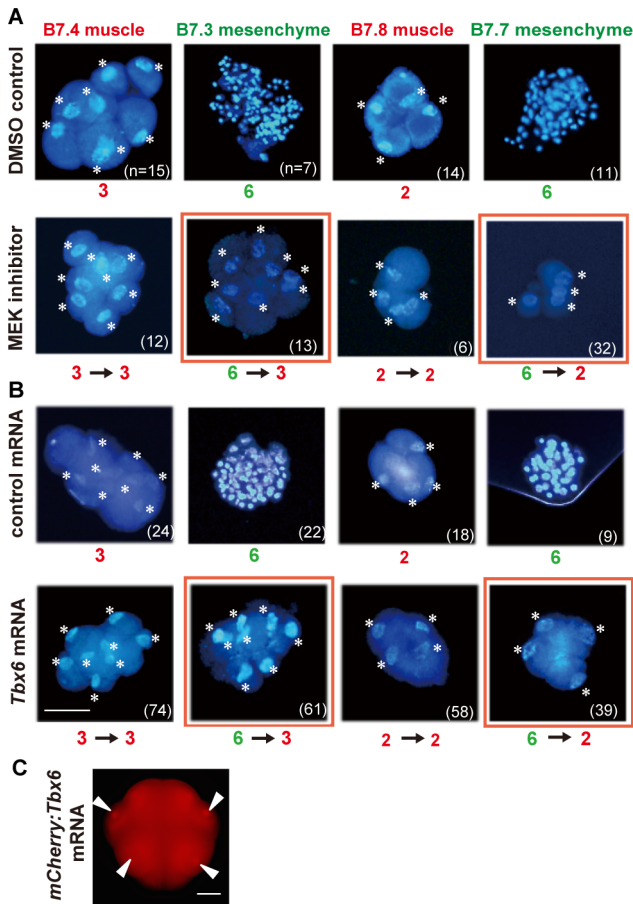 A
B7.4 muscle B7.3 mesenchyme B7.8 muscle B7.7 mesenchyme
DMSO control
* * * * * * * * (n=15) (n=7) * * * * (14) (11)
3 6 2 6
MEK inhibitor
* * * * * * * * (12) * * * * * * * * (13) * * * * (6) * * * * (32)
3 → 3 6 → 3 2 → 2 6 → 2
B
control mRNA
* * * * * * * * (24) (22) * * * * (18) (9)
3 6 2 6
Tbx6 mRNA
* * * * * * * * (74) * * * * * * * * (61) * * * * (58) * * * * (39)
3 → 3 6 → 3 2 → 2 6 → 2
C
mCherry:Tbx6
mRNA